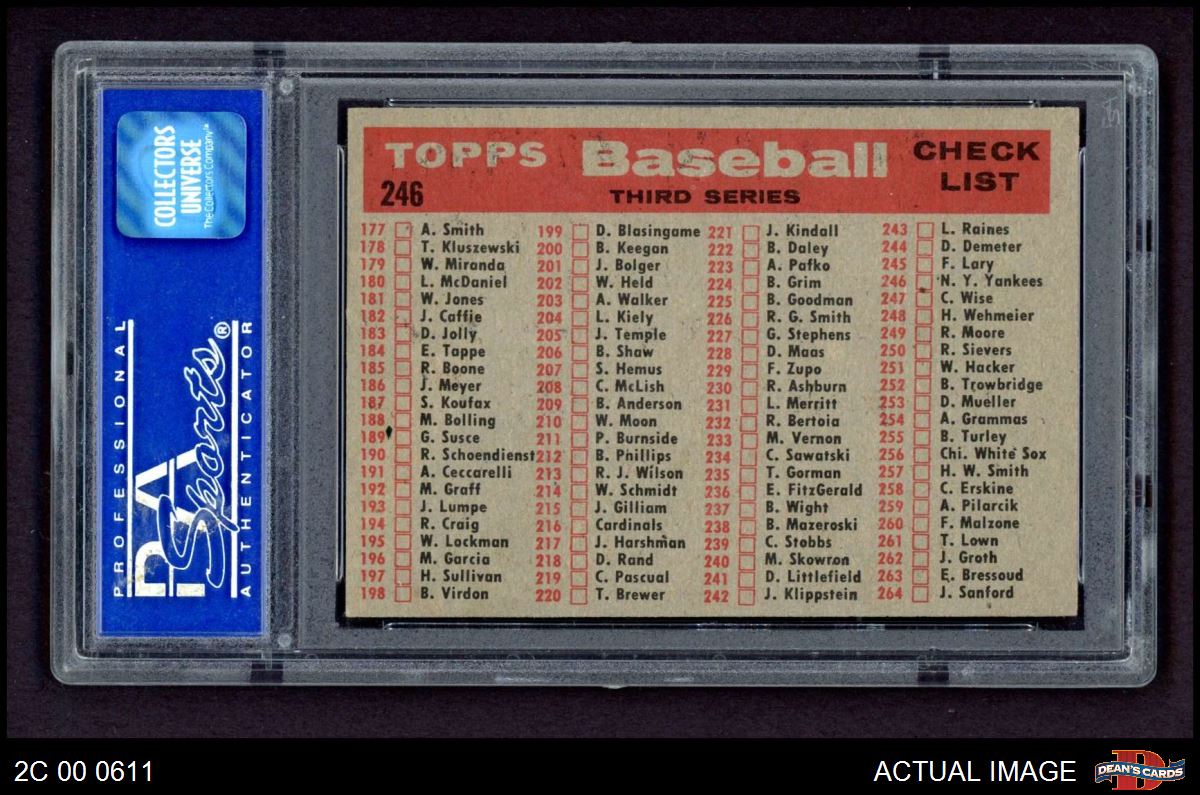 COLLECTORS
UNIVERSE
The Collectors Company™
PROFESSIONAL
PSA
Sports®
AUTHENTICATOR
TOPPS Baseball CHECK
LIST
246
THIRD SERIES
177 A. Smith
178 T. Kluszewski
179 W. Miranda
180 L. McDaniel
181 W. Jones
182 J. Caffie
183 D. Jolly
184 E. Tappe
185 R. Boone
186 J. Meyer
187 S. Koufax
188 M. Bolling
189 G. Susce
190 R. Schoendienst
191 A. Ceccarelli
192 M. Graff
193 J. Lumpe
194 R. Craig
195 W. Lockman
196 M. Garcia
197 H. Sullivan
198 B. Virdon
199 D. Blasingame
200 B. Keegan
201 J. Bolger
202 W. Held
203 A. Walker
204 L. Kiely
205 J. Temple
206 B. Shaw
207 S. Hemus
208 C. McLish
209 B. Anderson
210 W. Moon
211 P. Burnside
212 B. Phillips
213 R. J. Wilson
214 W. Schmidt
215 J. Gilliam
216 Cardinals
217 J. Harshman
218 D. Rand
219 C. Pascual
220 T. Brewer
221 J. Kindall
222 B. Daley
223 A. Pafko
224 B. Grim
225 B. Goodman
226 R. G. Smith
227 G. Stephens
228 D. Maas
229 F. Zupo
230 R. Ashburn
231 L. Merritt
232 R. Bertoia
233 M. Vernon
234 C. Sawatski
235 T. Gorman
236 E. FitzGerald
237 B. Wight
238 B. Mazeroski
239 C. Stobbs
240 M. Skowron
241 D. Littlefield
242 J. Klippstein
243 L. Raines
244 D. Demeter
245 F. Lary
246 N. Y. Yankees
247 C. Wise
248 H. Wehmeier
249 R. Moore
250 R. Sievers
251 W. Hacker
252 B. Trowbridge
253 D. Mueller
254 A. Grammas
255 B. Turley
256 Chi. White Sox
257 H. W. Smith
258 C. Erskine
259 A. Pilarcik
260 F. Malzone
261 T. Lown
262 J. Groth
263 E. Bressoud
264 J. Sanford
2C 00 0611
ACTUAL IMAGE
DEAN'S CARDS